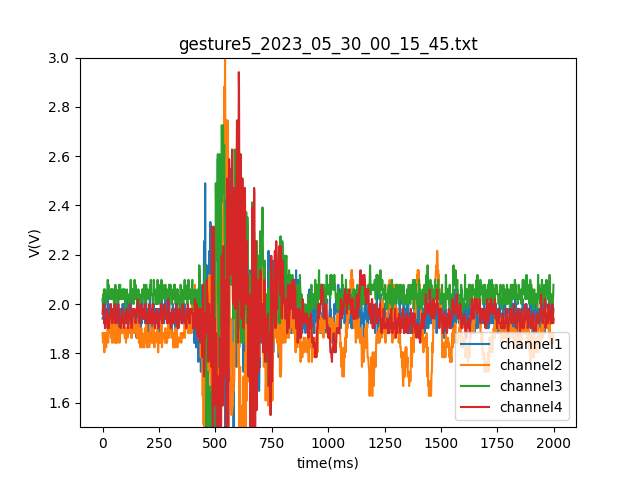 gesture5_2023_05_30_00_15_45.txt
3.0
2.8
2.6
2.4
2.2
2.0
1.8
1.6
V(V)
0 250 500 750 1000 1250 1500 1750 2000
time(ms)
channel1
channel2
channel3
channel4